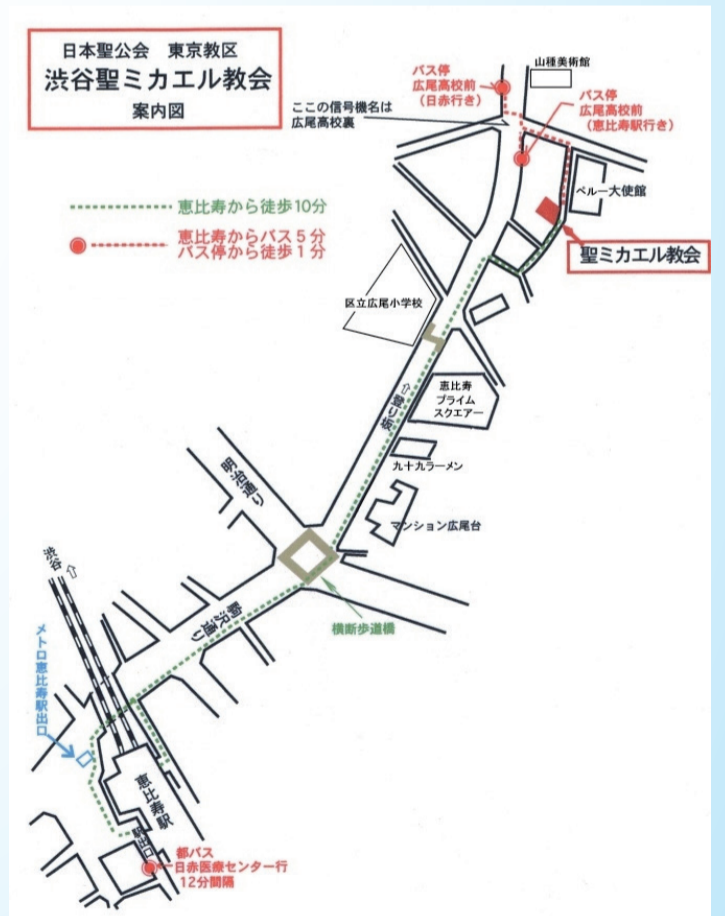 日本聖公会 東京教区
渋谷聖ミカエル教会
案内図
山種美術館
バス停
広尾高校前
(日赤行き)
バス停
広尾高校前
(恵比寿駅行き)
ここの信号機名は
広尾高校裏
ペルー大使館
恵比寿から徒歩10分
恵比寿からバス5分
バス停から徒歩1分
聖ミカエル教会
区立広尾小学校
恵比寿
プライム
スクエアー
⇧登り坂
九十九ラーメン
明治通り
マンション広尾台
渋谷⇧
駒沢通り
横断歩道橋
メトロ恵比寿駅出口
恵比寿駅
駅出口
都バス
日赤医療センター行
12分間隔